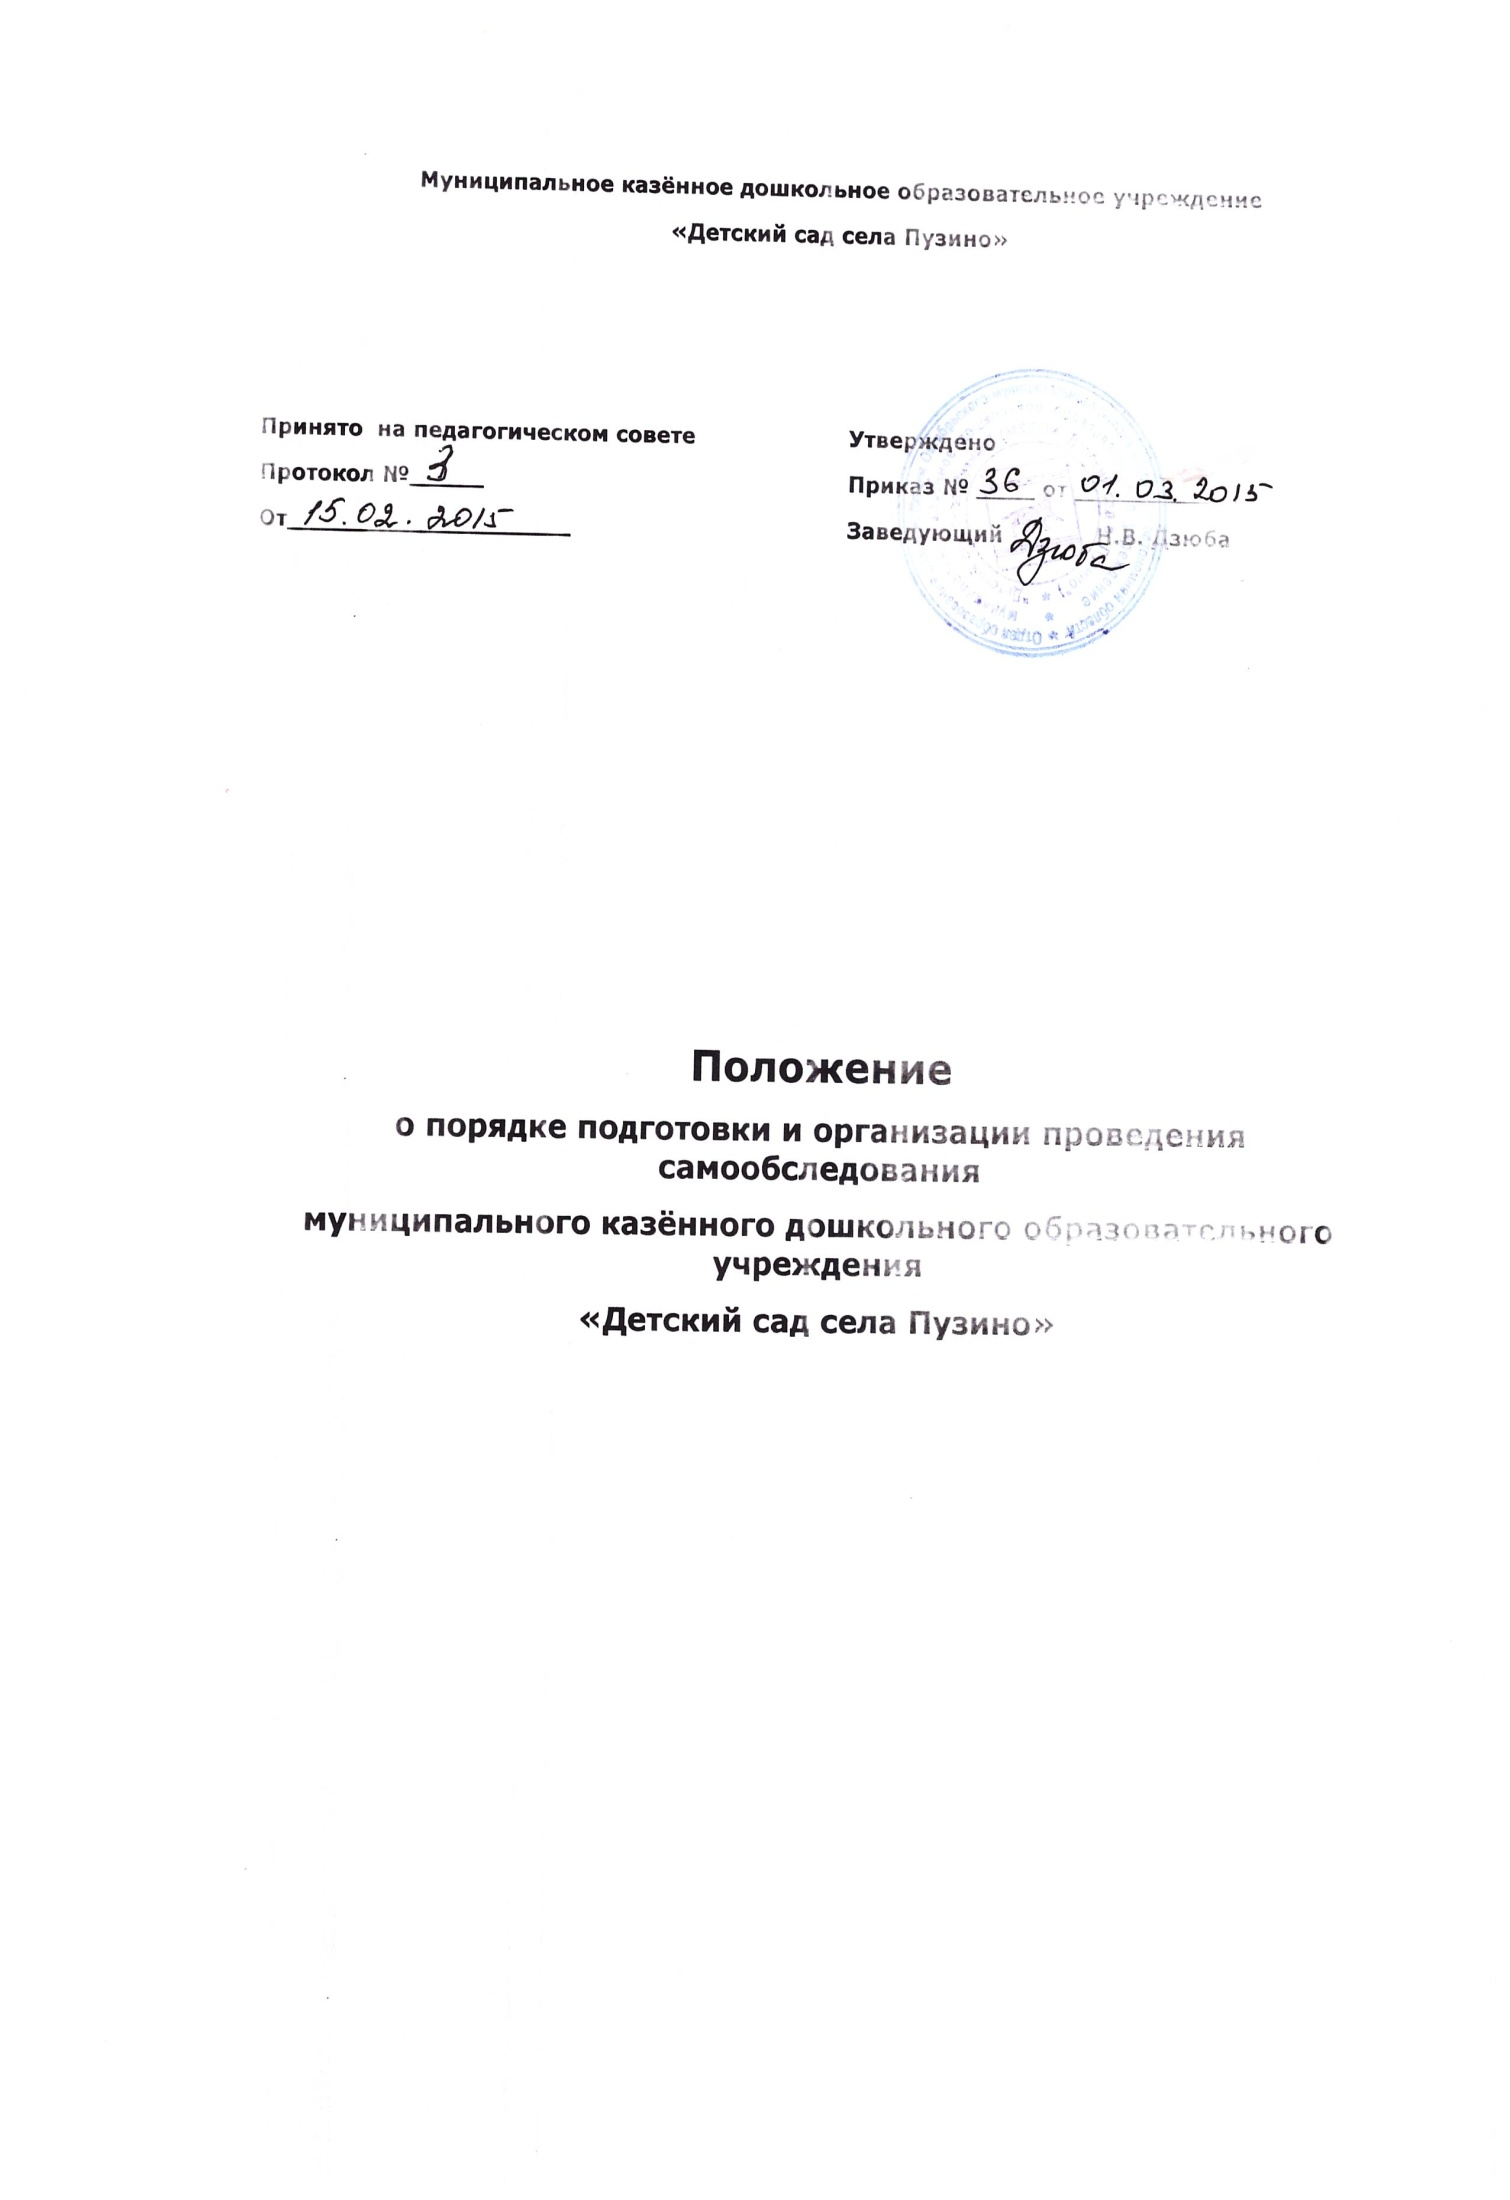 Муниципальное казённое дошкольное образовательное учреждение
«Детский сад села Пузино»
Принято на педагогическом совете
Протокол № 3
От 15.02.2015
Утверждено
Приказ № 36 от 01.03.2015
Заведующий Дзюба Н.В. Дзюба
Положение
о порядке подготовки и организации проведения
самообследования
муниципального казённого дошкольного образовательного
учреждения
«Детский сад села Пузино»